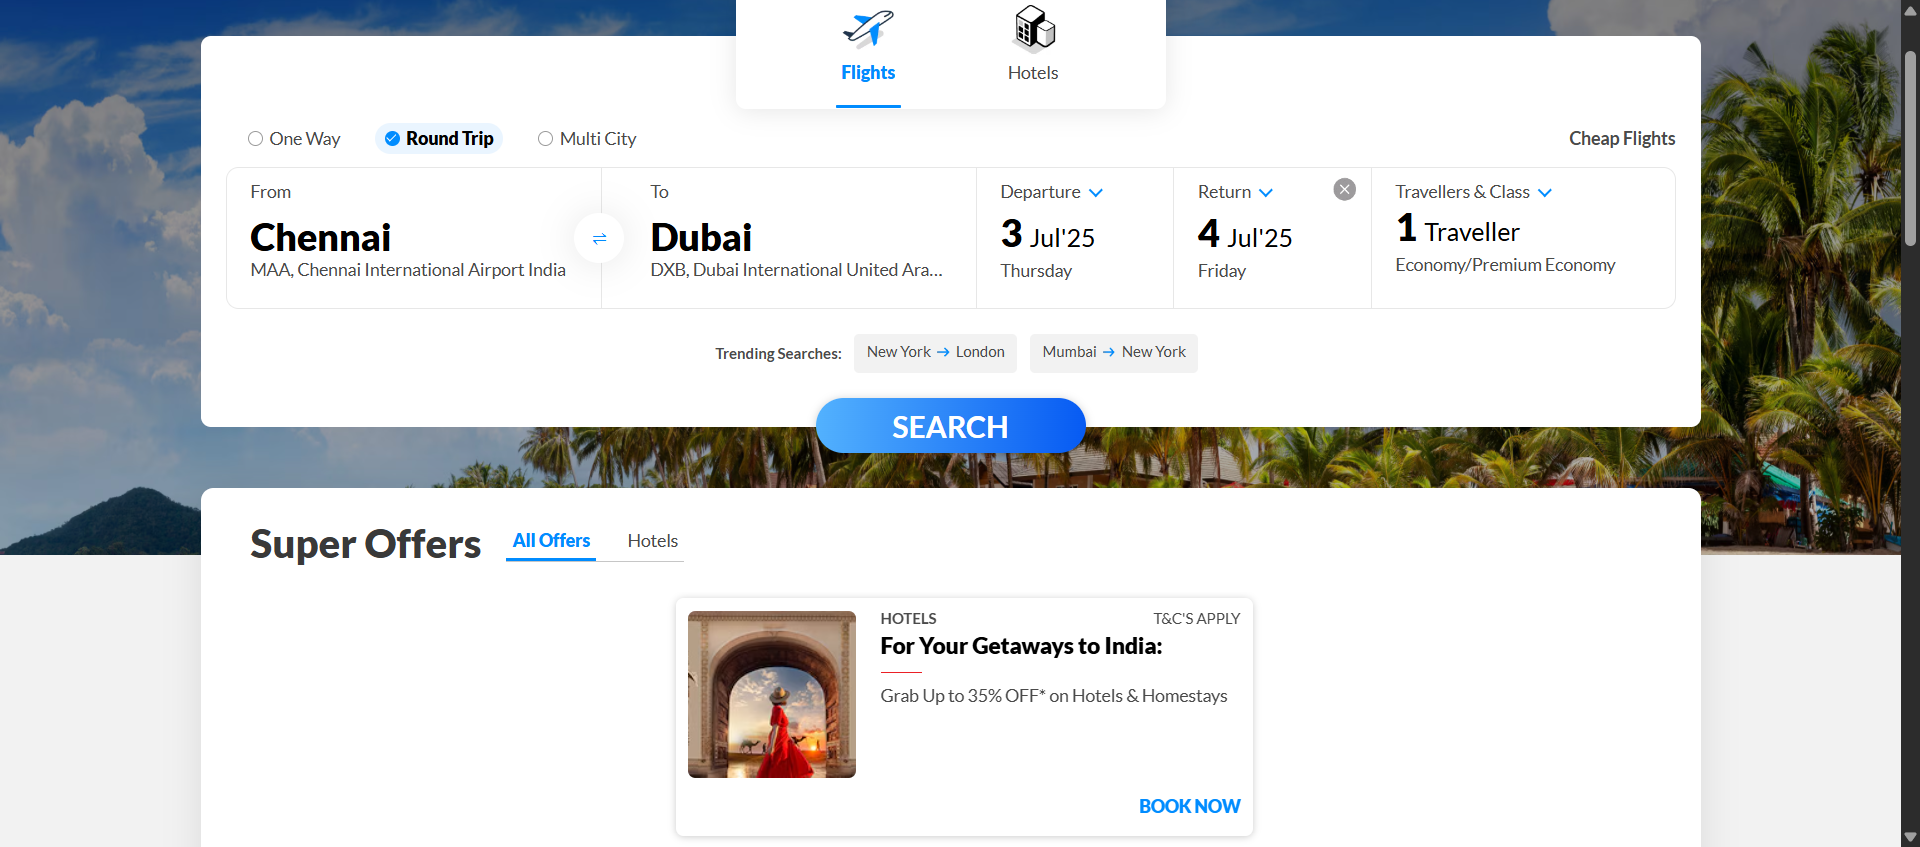 Flights
Hotels
One Way
Round Trip
Multi City
Cheap Flights
From
Chennai
MAA, Chennai International Airport India
To
Dubai
DXB, Dubai International United Ara...
Departure
3 Jul'25
Thursday
Return
4 Jul'25
Friday
Travellers & Class
1 Traveller
Economy/Premium Economy
Trending Searches:
New York → London
Mumbai → New York
SEARCH
Super Offers
All Offers
Hotels
HOTELS
T&C'S APPLY
For Your Getaways to India:
Grab Up to 35% OFF* on Hotels & Homestays
BOOK NOW